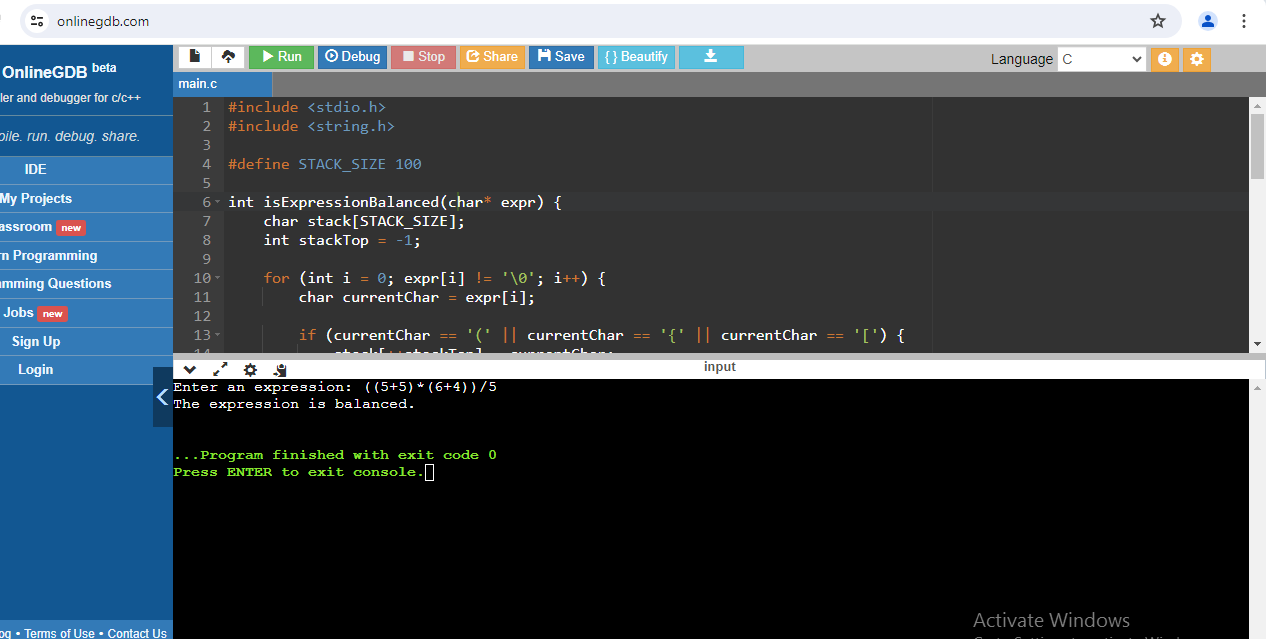 onlinegdb.com
OnlineGDB beta
ler and debugger for c/c++
pile. run. debug. share.
IDE
My Projects
assroom new
rn Programming
mming Questions
Jobs new
Sign Up
Login
og • Terms of Use • Contact Us
Run Debug Stop Share Save { } Beautify
Language C
main.c
1 #include <stdio.h>
2 #include <string.h>
3
4 #define STACK_SIZE 100
5
6 int isExpressionBalanced(char* expr) {
7 char stack[STACK_SIZE];
8 int stackTop = -1;
9
10 for (int i = 0; expr[i] != '\0'; i++) {
11 char currentChar = expr[i];
12
13 if (currentChar == '(' || currentChar == '{' || currentChar == '[') {
input
Enter an expression: ((5+5)*(6+4))/5
The expression is balanced.
...Program finished with exit code 0
Press ENTER to exit console.
Activate Windows